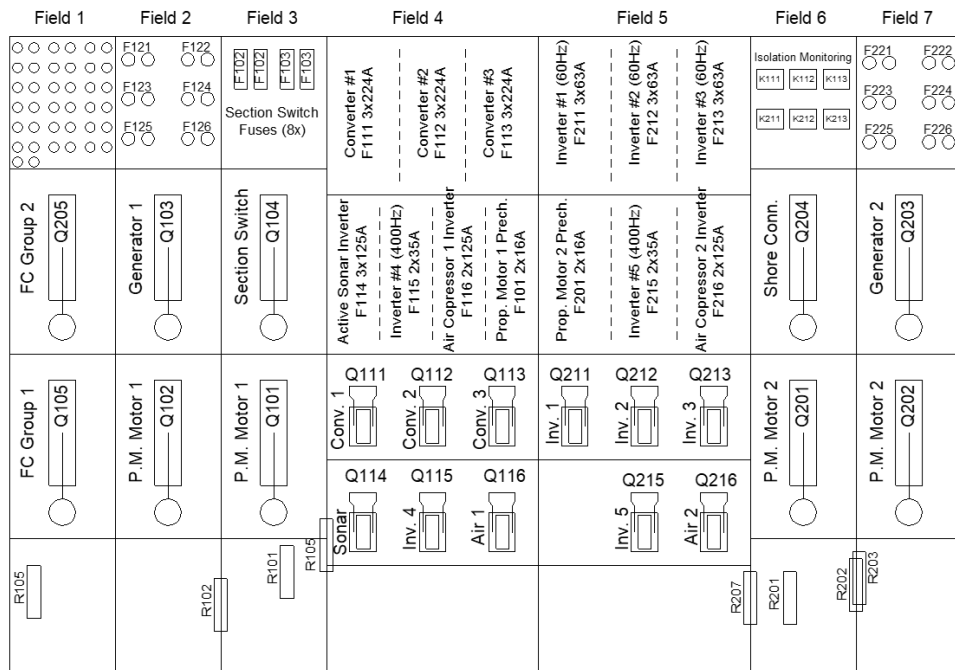 Field 1
Field 2
Field 3
Field 4
Field 5
Field 6
Field 7
F121
F122
F123
F124
F125
F126
F102
F102
F103
F103
Section Switch
Fuses (8x)
Converter #1
F111 3x224A
Converter #2
F112 3x224A
Converter #3
F113 3x224A
Inverter #1 (60Hz)
F211 3x63A
Inverter #2 (60Hz)
F212 3x63A
Inverter #3 (60Hz)
F213 3x63A
Isolation Monitoring
K111
K112
K113
K211
K212
K213
F221
F222
F223
F224
F225
F226
FC Group 2
Q205
Generator 1
Q103
Section Switch
Q104
Active Sonar Inverter
F114 3x125A
Inverter #4 (400Hz)
F115 2x35A
Air Copressor 1 Inverter
F116 2x125A
Prop. Motor 1 Prech.
F101 2x16A
Prop. Motor 2 Prech.
F201 2x16A
Inverter #5 (400Hz)
F215 2x35A
Air Copressor 2 Inverter
F216 2x125A
Shore Conn.
Q204
Generator 2
Q203
FC Group 1
Q105
P.M. Motor 1
Q102
P.M. Motor 1
Q101
Q111
Conv. 1
Q112
Conv. 2
Q113
Conv. 3
Q211
Inv. 1
Q212
Inv. 2
Q213
Inv. 3
P.M. Motor 2
Q201
P.M. Motor 2
Q202
Q114
Sonar
Q115
Inv. 4
Q116
Air 1
Q215
Inv. 5
Q216
Air 2
R105
R102
R101
R105
R207
R201
R202
R203